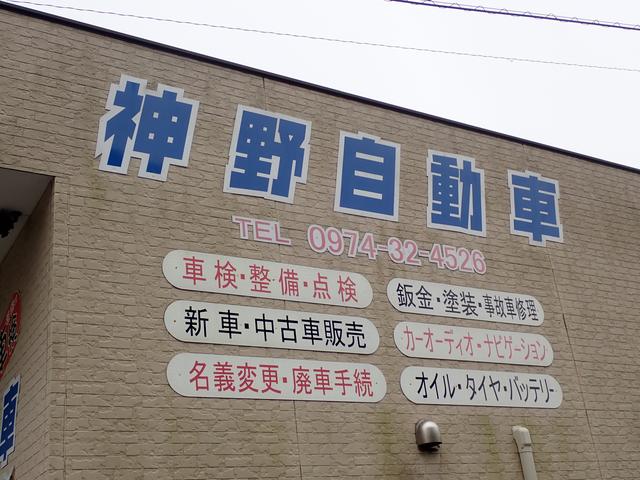 神野自動車
TEL 0974-32-4526
車検・整備・点検
鈑金・塗装・事故車修理
新車・中古車販売
カーオーディオ・ナビゲーション
名義変更・廃車手続
オイル・タイヤ・バッテリー
車